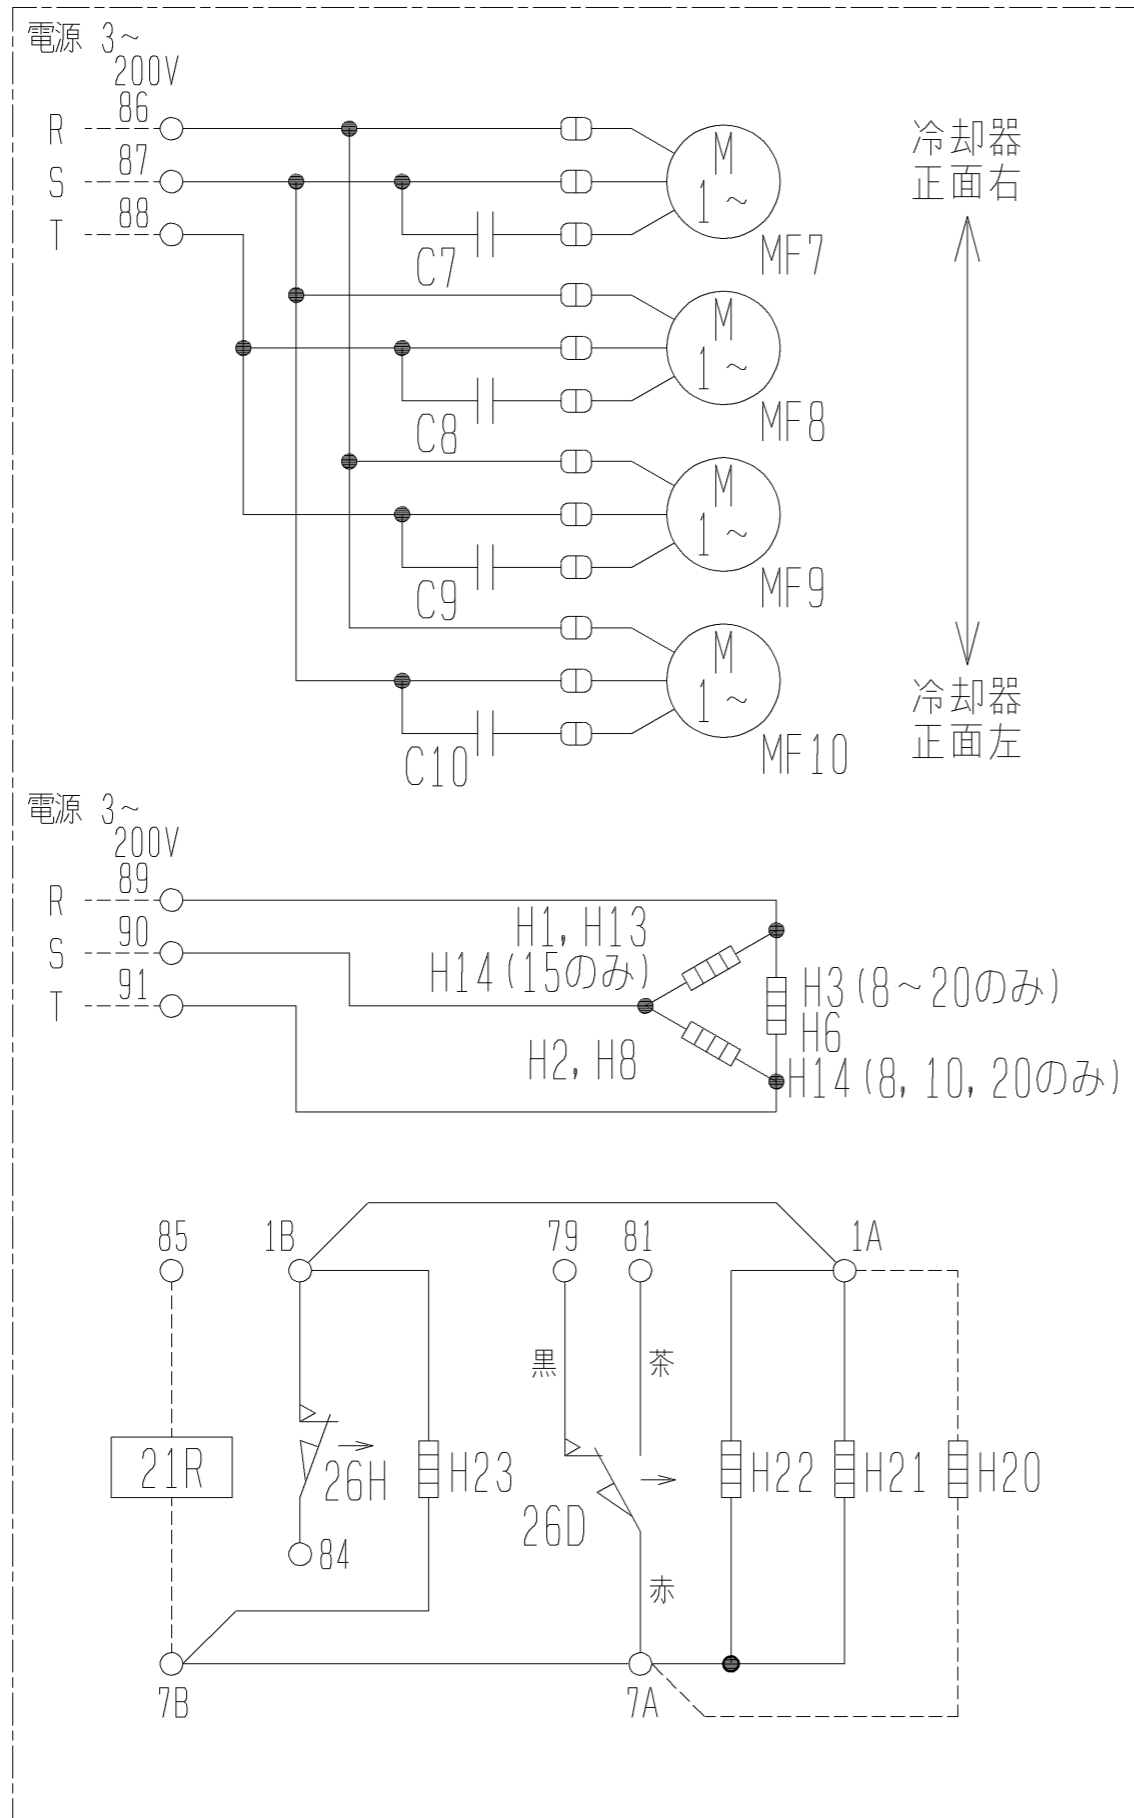 電源 3~
200V
R 86
S 87
T 88
M
1~
MF7
C7
冷却器
正面右
M
1~
MF8
C8
M
1~
MF9
C9
M
1~
MF10
C10
冷却器
正面左
電源 3~
200V
R 89
S 90
T 91
H1, H13
H14(15のみ)
H3(8~20のみ)
H6
H2, H8
H14(8, 10, 20のみ)
85 1B 79 81 1A
黒 茶
21R 26H H23 26D H22 H21 H20
84
赤
7B 7A